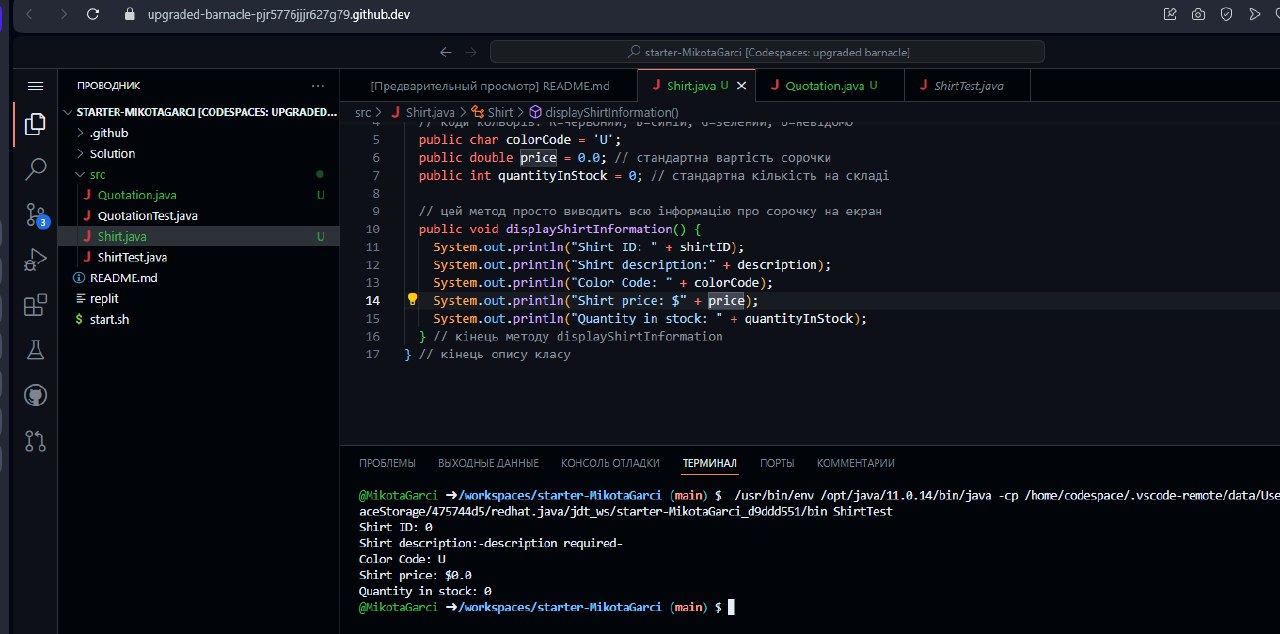 upgraded-barnacle-pjr5776jjjr627g79.github.dev
starter-MikotaGarci [Codespaces: upgraded barnacle]
ПРОВОДНИК
[Предварительный просмотр] README.md
Shirt.java U
Quotation.java U
ShirtTest.java
STARTER-MIKOTAGARCI [CODESPACES: UPGRADED...
src > Shirt.java > Shirt > displayShirtInformation()
.github
Solution
src
Quotation.java U
QuotationTest.java
Shirt.java U
ShirtTest.java
README.md
replit
start.sh
3
4 // коди кольорів: R=червоний, B=синій, G=зелений, U=невідомо
5 public char colorCode = 'U';
6 public double price = 0.0; // стандартна вартість сорочки
7 public int quantityInStock = 0; // стандартна кількість на складі
8
9 // цей метод просто виводить всю інформацію про сорочку на екран
10 public void displayShirtInformation() {
11 System.out.println("Shirt ID: " + shirtID);
12 System.out.println("Shirt description:" + description);
13 System.out.println("Color Code: " + colorCode);
14 System.out.println("Shirt price: $" + price);
15 System.out.println("Quantity in stock: " + quantityInStock);
16 } // кінець методу displayShirtInformation
17 } // кінець опису класу
ПРОБЛЕМЫ ВЫХОДНЫЕ ДАННЫЕ КОНСОЛЬ ОТЛАДКИ ТЕРМИНАЛ ПОРТЫ КОММЕНТАРИИ
@MikotaGarci ➜/workspaces/starter-MikotaGarci (main) $ /usr/bin/env /opt/java/11.0.14/bin/java -cp /home/codespace/.vscode-remote/data/Use
aceStorage/475744d5/redhat.java/jdt_ws/starter-MikotaGarci_d9ddd551/bin ShirtTest
Shirt ID: 0
Shirt description:-description required-
Color Code: U
Shirt price: $0.0
Quantity in stock: 0
@MikotaGarci ➜/workspaces/starter-MikotaGarci (main) $